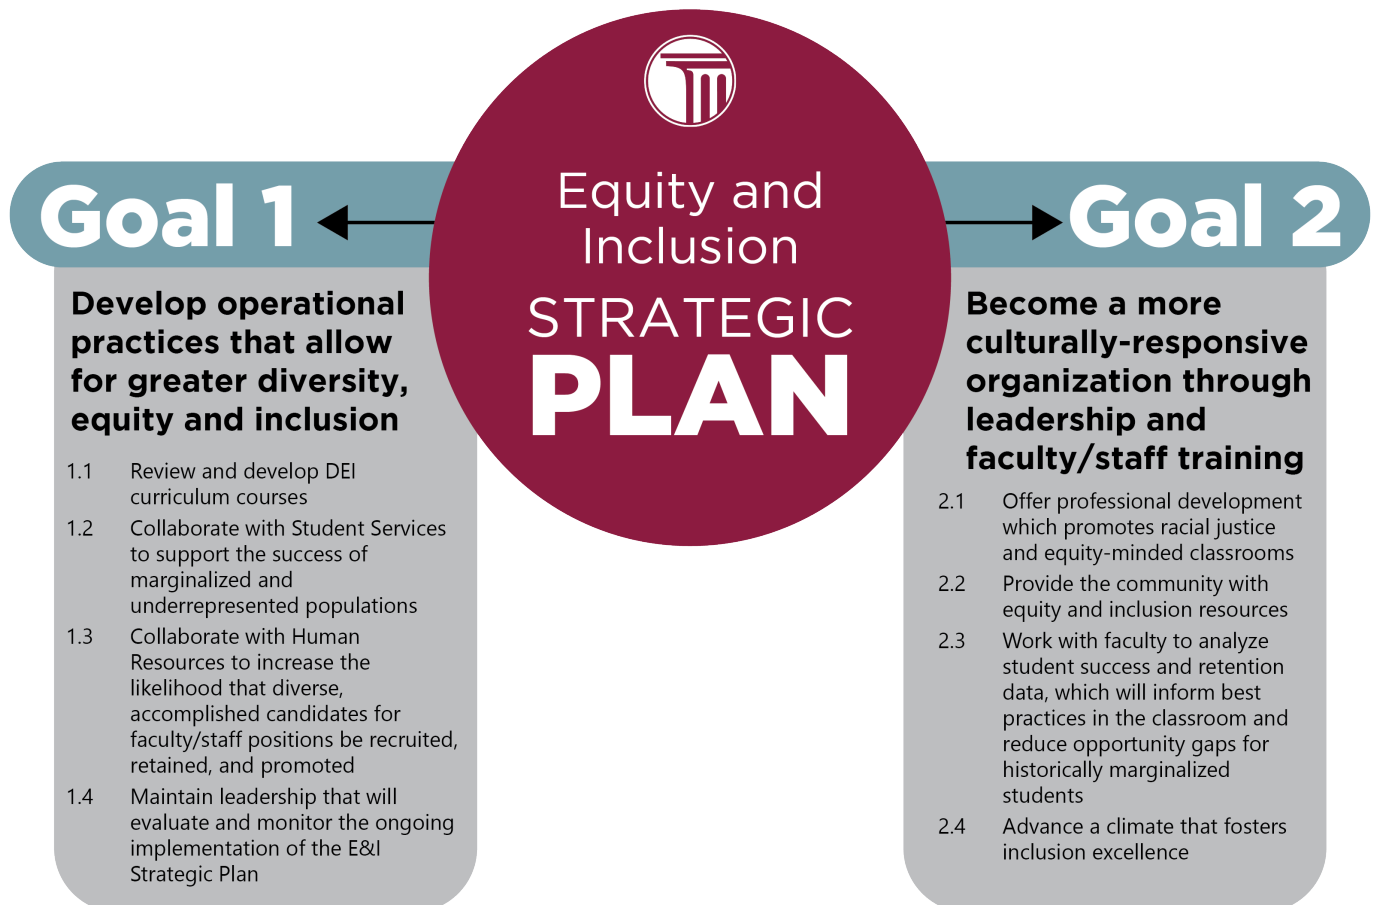 Equity and
Inclusion
STRATEGIC
PLAN
Goal 1
Develop operational
practices that allow
for greater diversity,
equity and inclusion
1.1 Review and develop DEI
curriculum courses
1.2 Collaborate with Student Services
to support the success of
marginalized and
underrepresented populations
1.3 Collaborate with Human
Resources to increase the
likelihood that diverse,
accomplished candidates for
faculty/staff positions be recruited,
retained, and promoted
1.4 Maintain leadership that will
evaluate and monitor the ongoing
implementation of the E&I
Strategic Plan
Goal 2
Become a more
culturally-responsive
organization through
leadership and
faculty/staff training
2.1 Offer professional development
which promotes racial justice
and equity-minded classrooms
2.2 Provide the community with
equity and inclusion resources
2.3 Work with faculty to analyze
student success and retention
data, which will inform best
practices in the classroom and
reduce opportunity gaps for
historically marginalized
students
2.4 Advance a climate that fosters
inclusion excellence